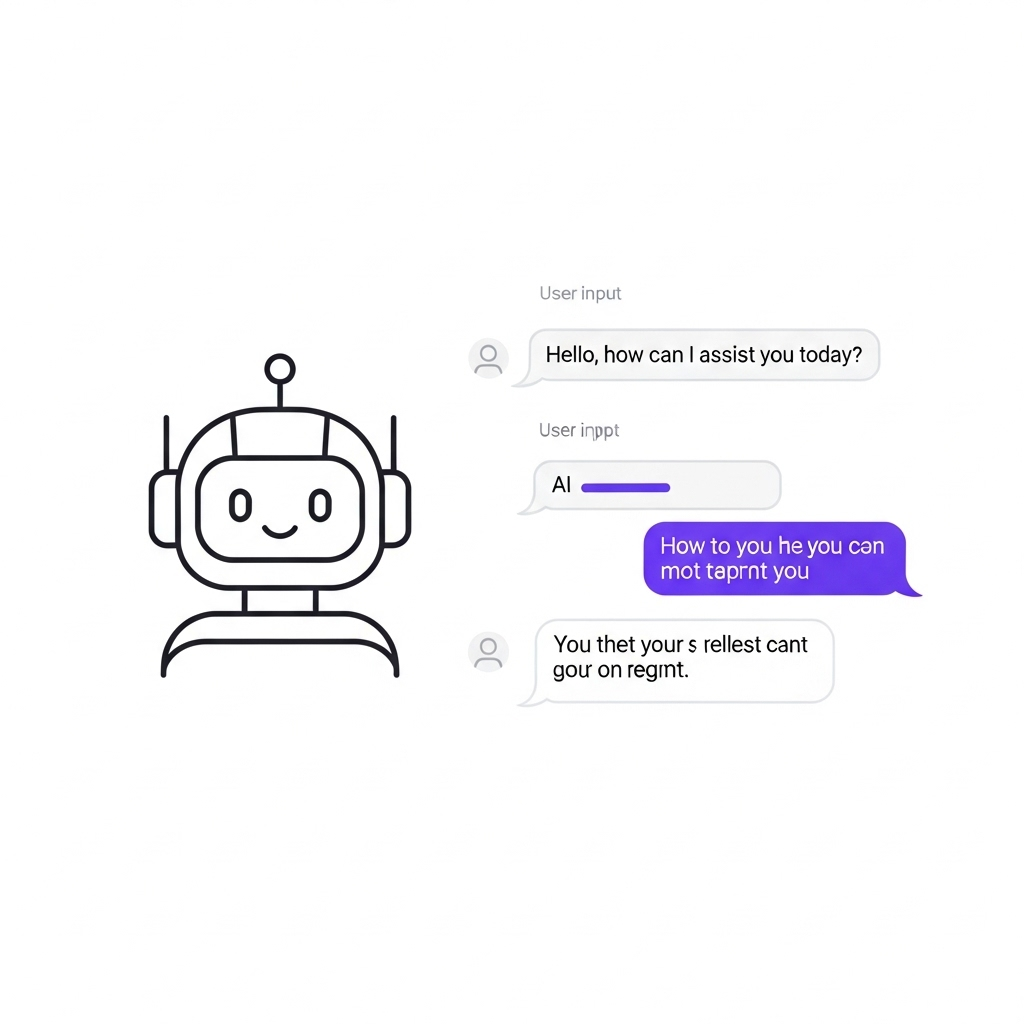 User input
Hello, how can I assist you today?
User inppt
AI
How to you he you can
mot taprnt you
You thet your s rellest cant
gour on regmt.